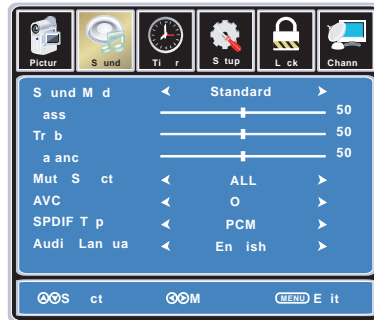 Pictur S und Ti r S tup L ck Chann
S und M d Standard
ass 50
Tr b 50
a anc 50
Mut S ct ALL
AVC O
SPDIF T p PCM
Audi Lan ua En ish
S ct M MENU E it